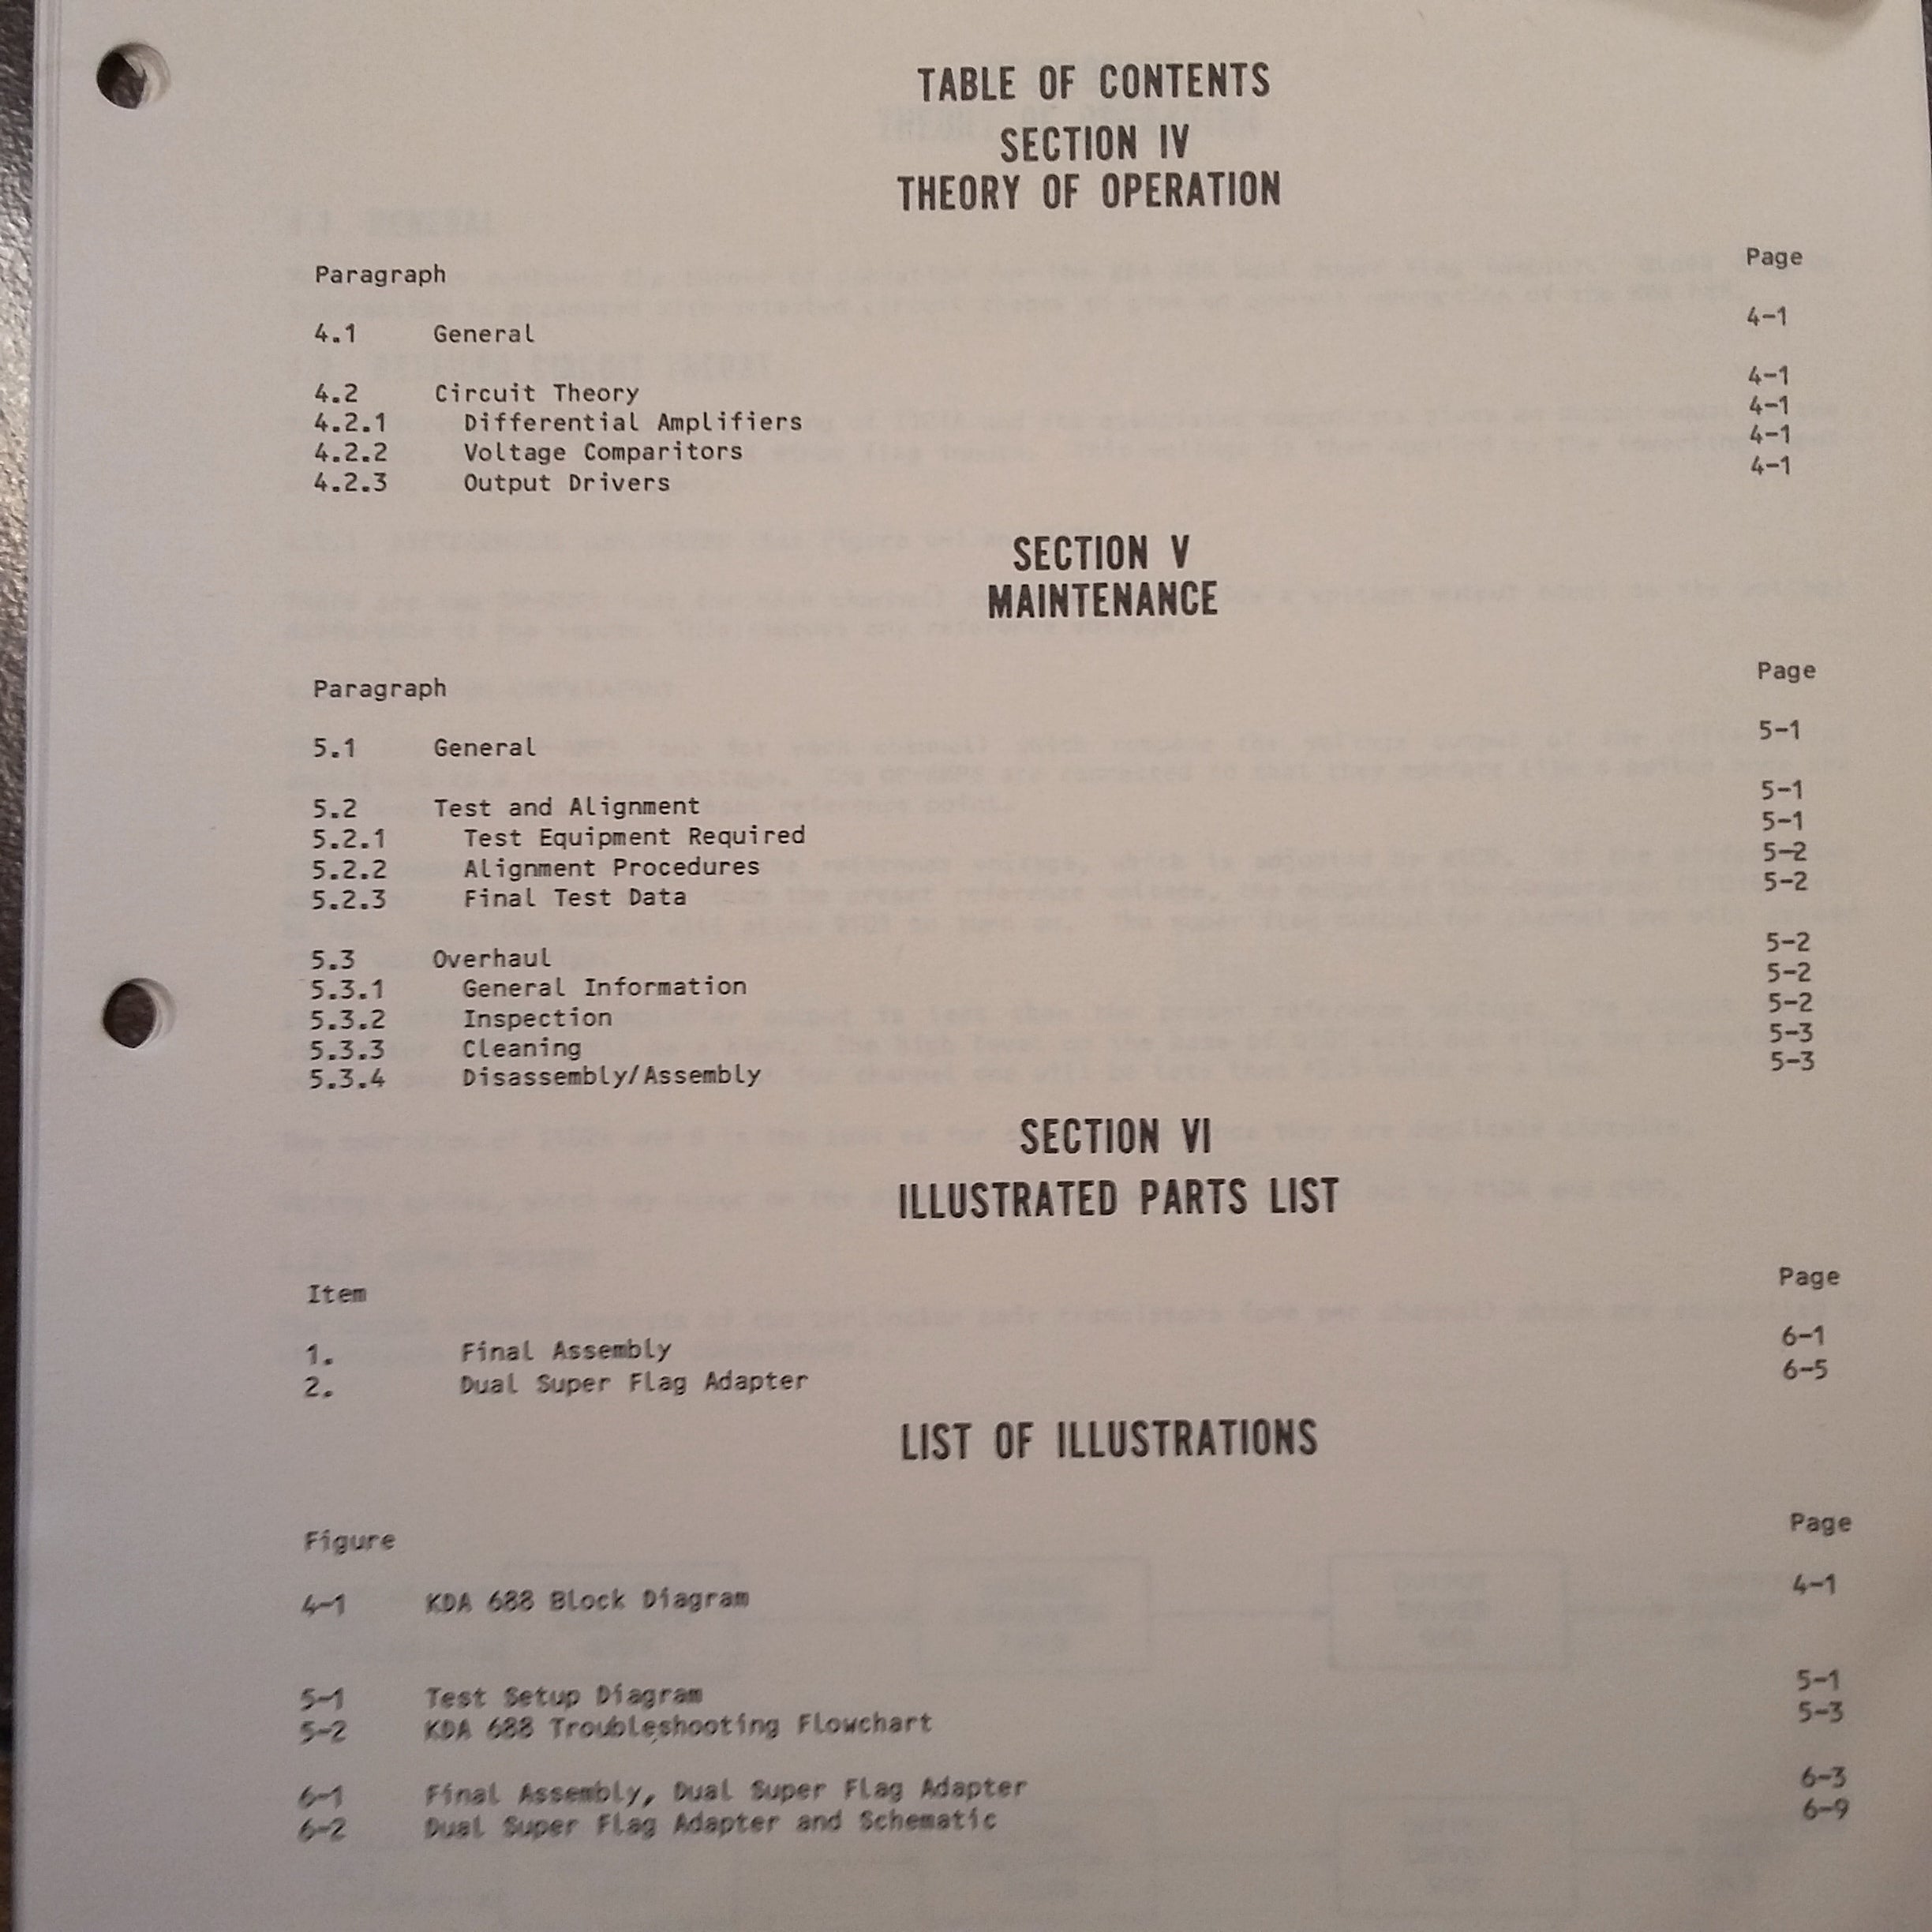 TABLE OF CONTENTS
SECTION IV
THEORY OF OPERATION
Paragraph Page
4.1 General 4-1
4.2 Circuit Theory 4-1
4.2.1 Differential Amplifiers 4-1
4.2.2 Voltage Comparitors 4-1
4.2.3 Output Drivers 4-1
SECTION V
MAINTENANCE
Paragraph Page
5.1 General 5-1
5.2 Test and Alignment 5-1
5.2.1 Test Equipment Required 5-1
5.2.2 Alignment Procedures 5-2
5.2.3 Final Test Data 5-2
5.3 Overhaul 5-2
5.3.1 General Information 5-2
5.3.2 Inspection 5-2
5.3.3 Cleaning 5-3
5.3.4 Disassembly/Assembly 5-3
SECTION VI
ILLUSTRATED PARTS LIST
Item Page
1. Final Assembly 6-1
2. Dual Super Flag Adapter 6-5
LIST OF ILLUSTRATIONS
Figure Page
4-1 KDA 688 Block Diagram 4-1
5-1 Test Setup Diagram 5-1
5-2 KDA 688 Troubleshooting Flowchart 5-3
6-1 Final Assembly, Dual Super Flag Adapter 6-3
6-2 Dual Super Flag Adapter and Schematic 6-9